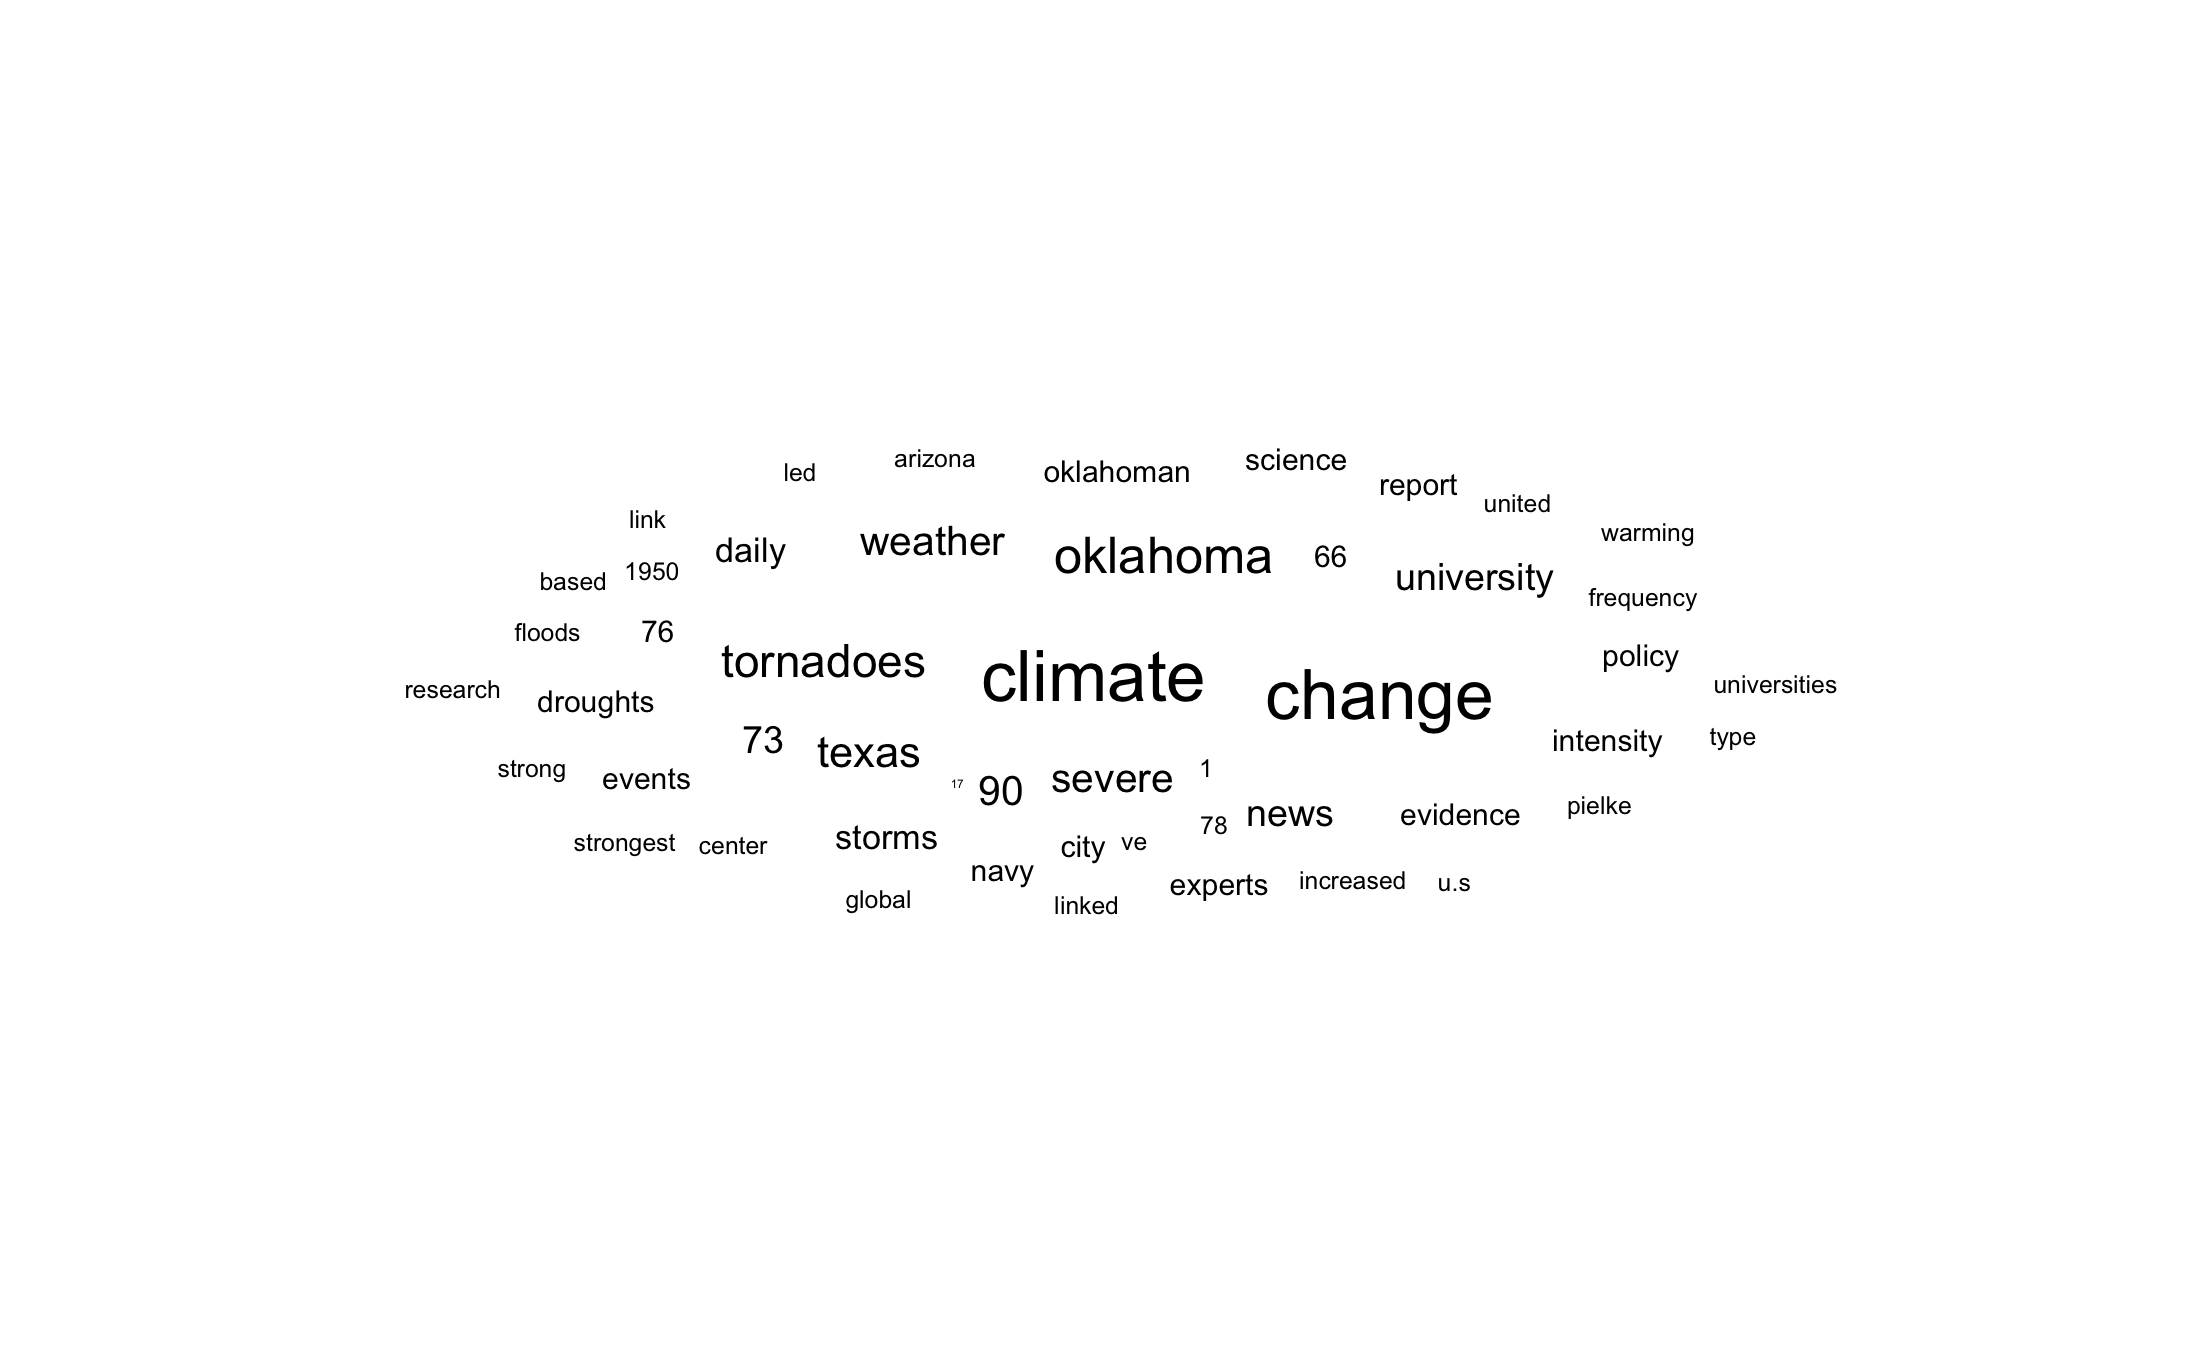 led arizona oklahoman science
report
united
link
warming
daily weather oklahoma 66
university
based 1950
frequency
floods 76
tornadoes climate change
policy
research droughts
universities
73 texas
intensity type
strong events
17 90 severe 1
78 news evidence pielke
strongest center storms
city ve
navy
experts increased u.s
global linked